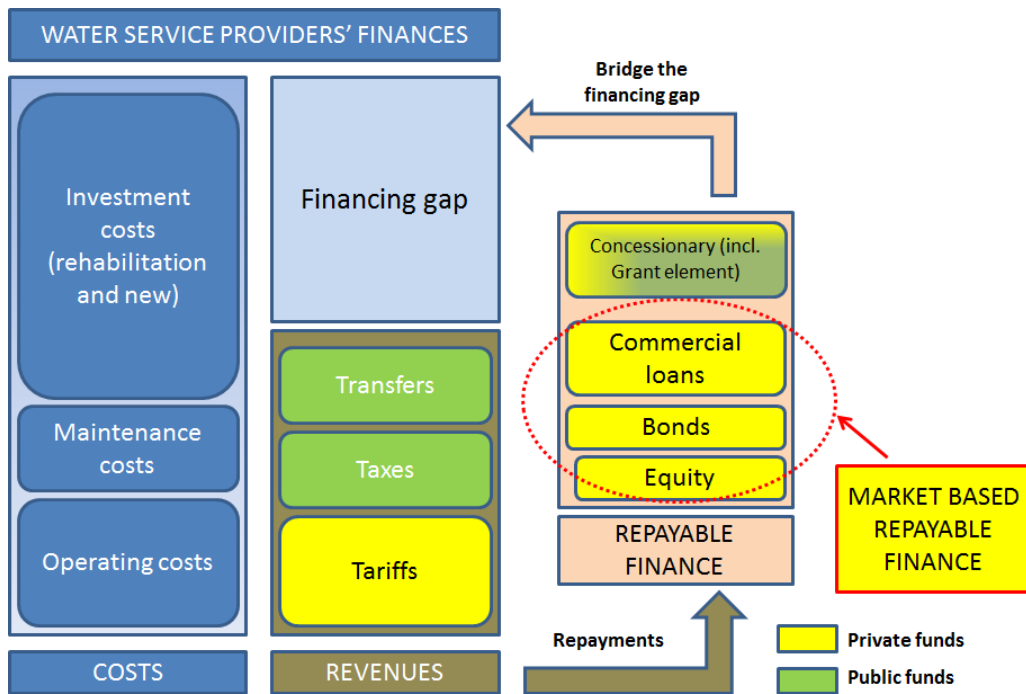 WATER SERVICE PROVIDERS’ FINANCES
Investment
costs
(rehabilitation
and new)
Maintenance
costs
Operating costs
COSTS
Financing gap
Transfers
Taxes
Tariffs
REVENUES
Bridge the
financing gap
Concessionary (incl.
Grant element)
Commercial
loans
Bonds
Equity
REPAYABLE
FINANCE
Repayments
MARKET BASED
REPAYABLE
FINANCE
Private funds
Public funds